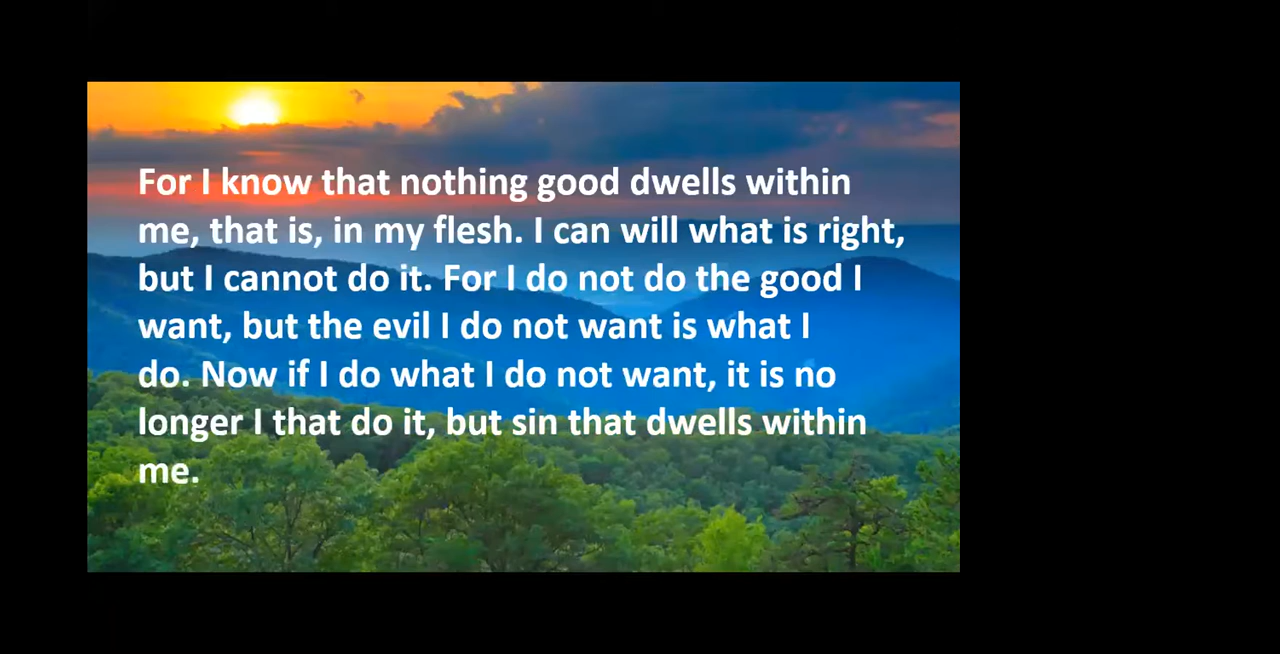 For I know that nothing good dwells within
me, that is, in my flesh. I can will what is right,
but I cannot do it. For I do not do the good I
want, but the evil I do not want is what I
do. Now if I do what I do not want, it is no
longer I that do it, but sin that dwells within
me.